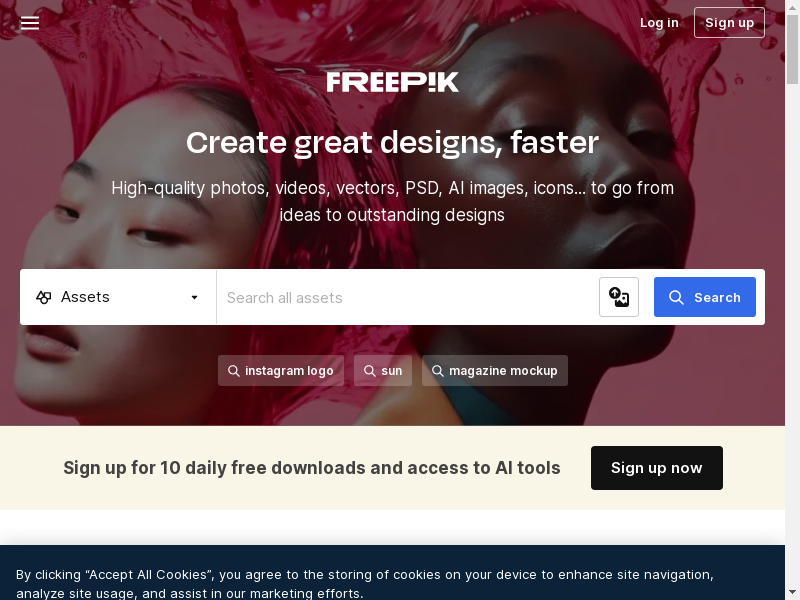 Log in
Sign up
FREEPIK
Create great designs, faster
High-quality photos, videos, vectors, PSD, AI images, icons... to go from
ideas to outstanding designs
Assets
Search all assets
Search
instagram logo
sun
magazine mockup
Sign up for 10 daily free downloads and access to AI tools
Sign up now
By clicking “Accept All Cookies”, you agree to the storing of cookies on your device to enhance site navigation,
analyze site usage, and assist in our marketing efforts.